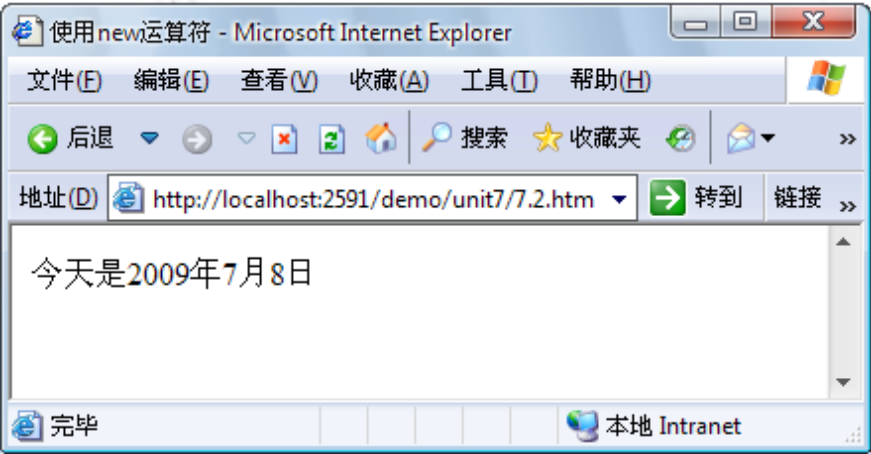 使用new运算符 - Microsoft Internet Explorer
文件(F) 编辑(E) 查看(V) 收藏(A) 工具(T) 帮助(H)
后退 搜索 收藏夹 »
地址(D) http://localhost:2591/demo/unit7/7.2.htm 转到 链接 »
今天是2009年7月8日
完毕 本地 Intranet